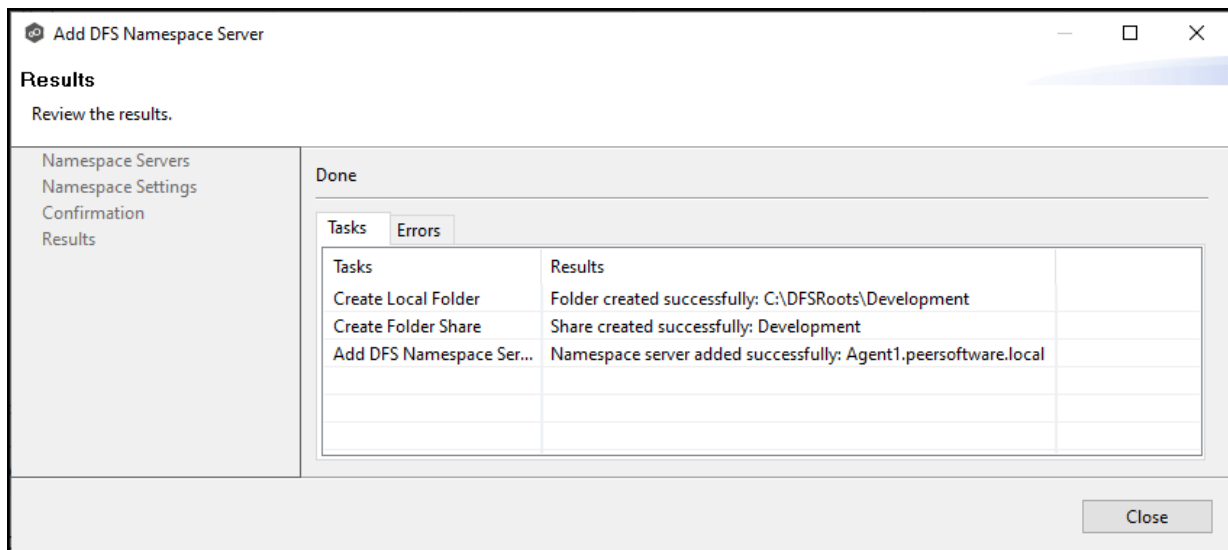 Add DFS Namespace Server
Results
Review the results.
Namespace Servers
Namespace Settings
Confirmation
Results
Done
Tasks Errors
Tasks Results
Create Local Folder Folder created successfully: C:\DFSRoots\Development
Create Folder Share Share created successfully: Development
Add DFS Namespace Ser... Namespace server added successfully: Agent1.peersoftware.local
Close